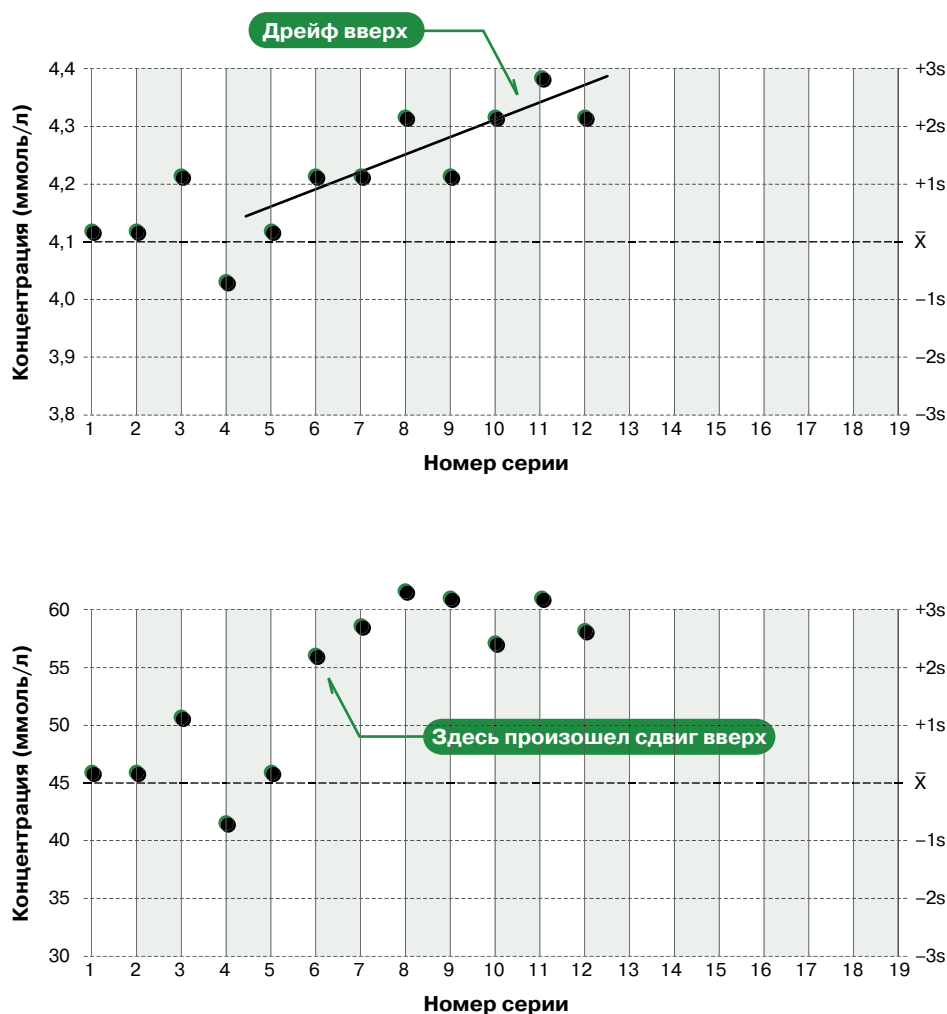 Дрейф вверх
Концентрация (ммоль/л)
4,4
4,3
4,2
4,1
4,0
3,9
3,8
+3s
+2s
+1s
X̄
−1s
−2s
−3s
1 2 3 4 5 6 7 8 9 10 11 12 13 14 15 16 17 18 19
Номер серии
Концентрация (ммоль/л)
60
55
50
45
40
35
30
Здесь произошел сдвиг вверх
+3s
+2s
+1s
X̄
−1s
−2s
−3s
1 2 3 4 5 6 7 8 9 10 11 12 13 14 15 16 17 18 19
Номер серии